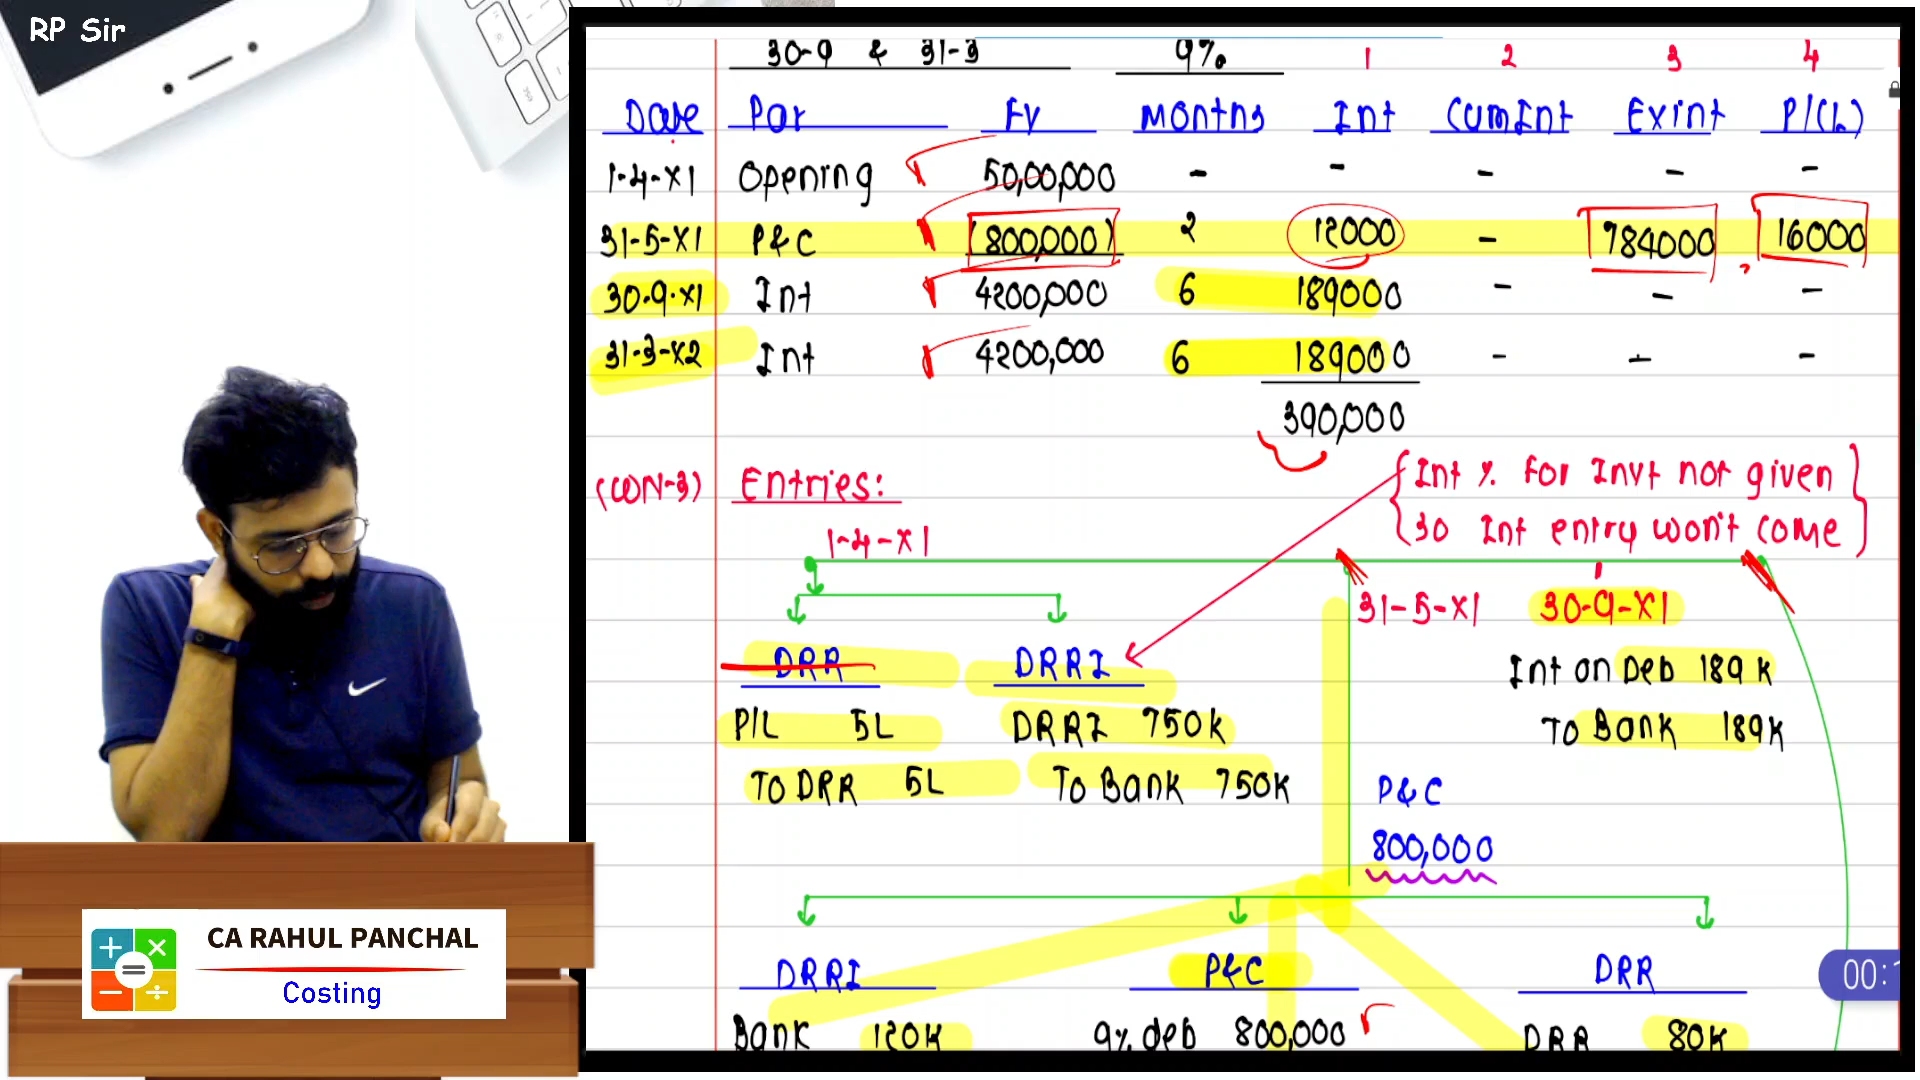 RP Sir
30-9 & 31-3 9% 1 2 3 4
Date Par FV Months Int CumInt ExInt P/(L)
1-4-X1 Opening 50,00,000 - - - - -
31-5-X1 P&C (800,000) 2 12000 - 784000 16000
30-9-X1 Int 4200,000 6 189000 - - -
31-3-X2 Int 4200,000 6 189000 - - -
390,000
(WN-3) Entries:
{Int % for Invt not given}
{so Int entry won't come}
1-4-X1
31-5-X1 30-9-X1
DRR DRRI
Int on Deb 189K
To Bank 189K
P/L 5L DRRI 750K
To DRR 5L To Bank 750K
P&C
800,000
DRRI P&C DRR
Bank 120K 9% deb 800,000 DRR 80K
CA RAHUL PANCHAL
Costing
00: